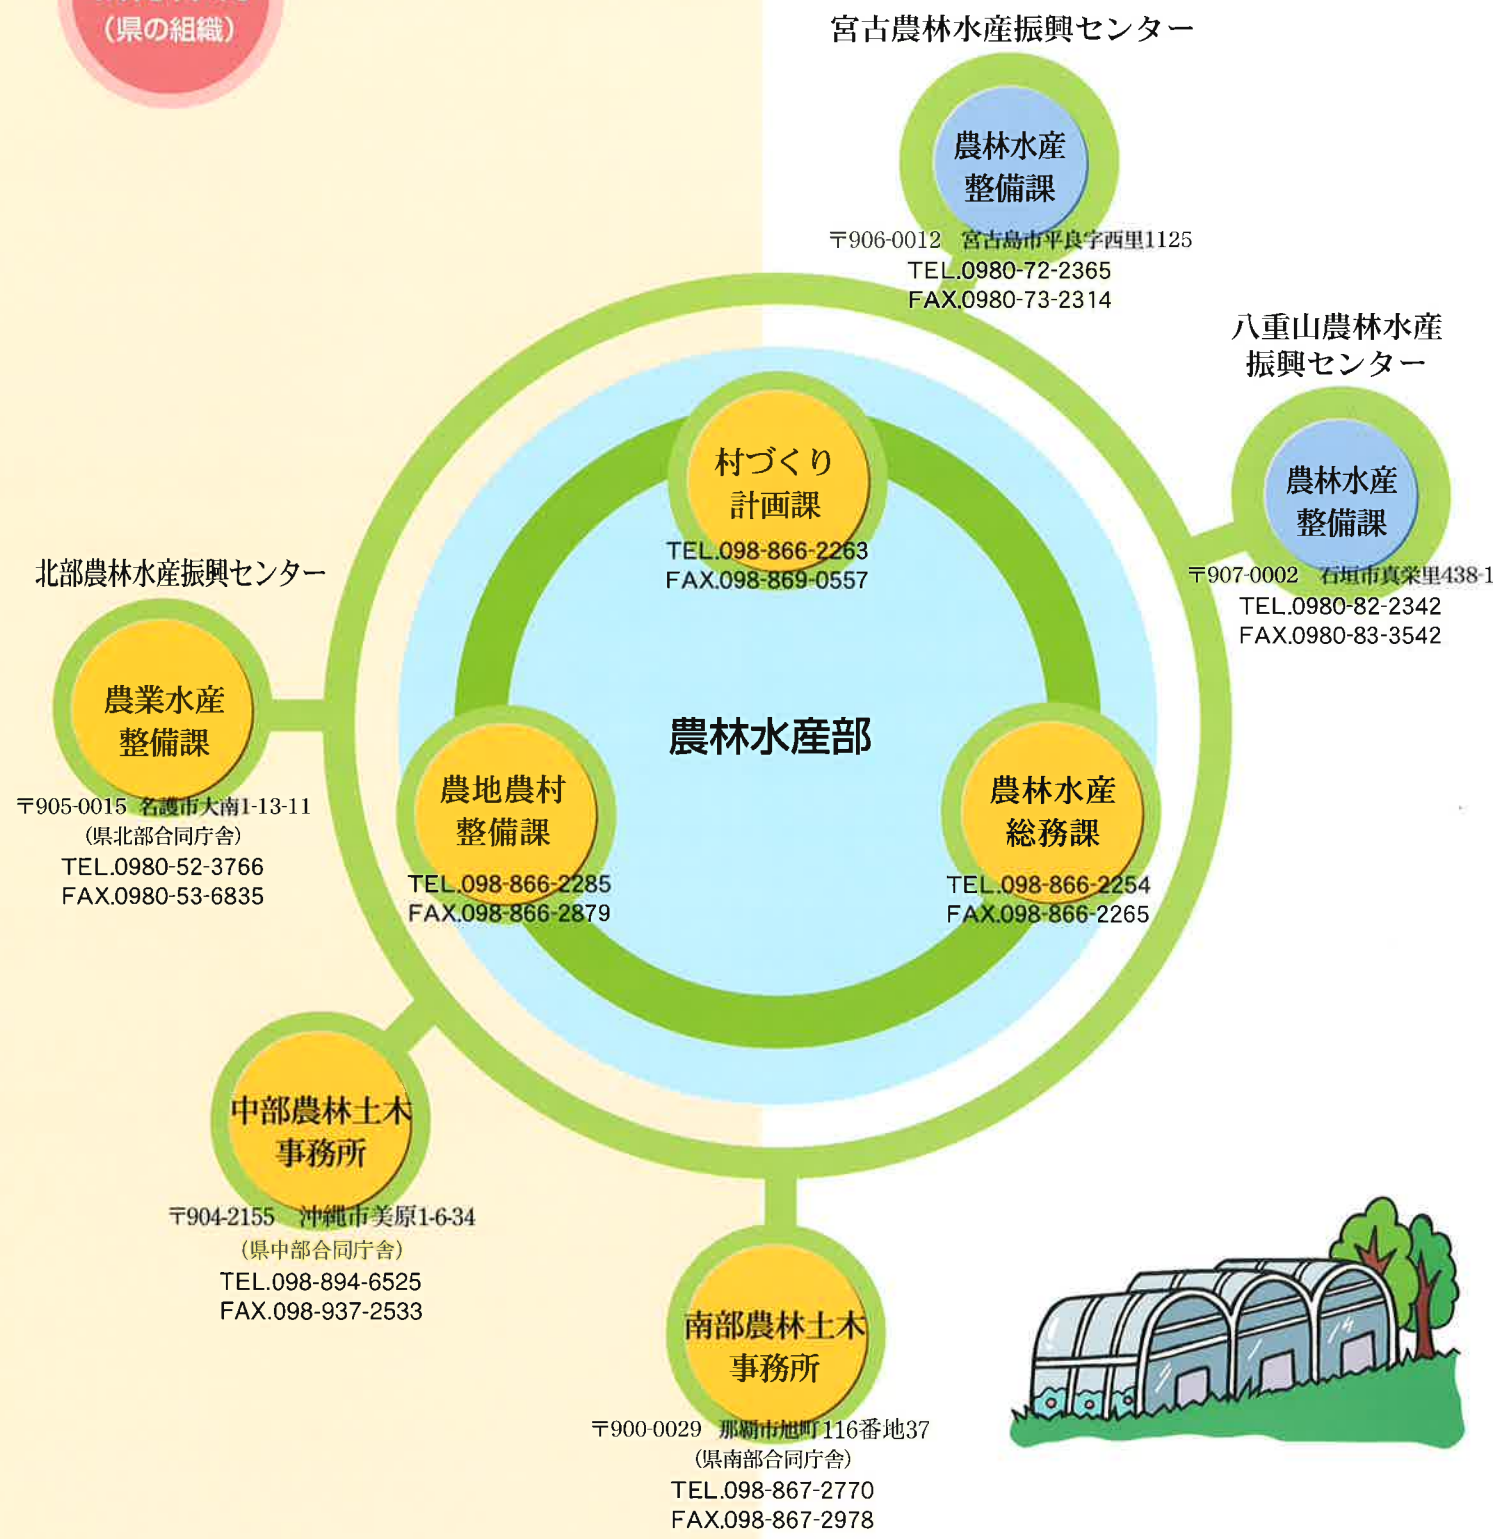 (県の組織)
宮古農林水産振興センター
農林水産
整備課
〒906-0012 宮古島市平良字西里1125
TEL.0980-72-2365
FAX.0980-73-2314
八重山農林水産
振興センター
農林水産
整備課
〒907-0002 石垣市真栄里438-1
TEL.0980-82-2342
FAX.0980-83-3542
村づくり
計画課
TEL.098-866-2263
FAX.098-869-0557
北部農林水産振興センター
農業水産
整備課
〒905-0015 名護市大南1-13-11
(県北部合同庁舎)
TEL.0980-52-3766
FAX.0980-53-6835
農林水産部
農地農村
整備課
TEL.098-866-2285
FAX.098-866-2879
農林水産
総務課
TEL.098-866-2254
FAX.098-866-2265
中部農林土木
事務所
〒904-2155 沖縄市美原1-6-34
(県中部合同庁舎)
TEL.098-894-6525
FAX.098-937-2533
南部農林土木
事務所
〒900-0029 那覇市旭町116番地37
(県南部合同庁舎)
TEL.098-867-2770
FAX.098-867-2978